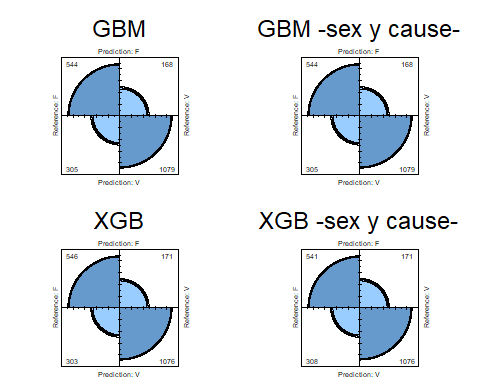 GBM
Prediction: F
544
168
Reference: F
Reference: V
305
1079
Prediction: V
GBM -sex y cause-
Prediction: F
544
168
Reference: F
Reference: V
305
1079
Prediction: V
XGB
Prediction: F
546
171
Reference: F
Reference: V
303
1076
Prediction: V
XGB -sex y cause-
Prediction: F
541
171
Reference: F
Reference: V
308
1076
Prediction: V